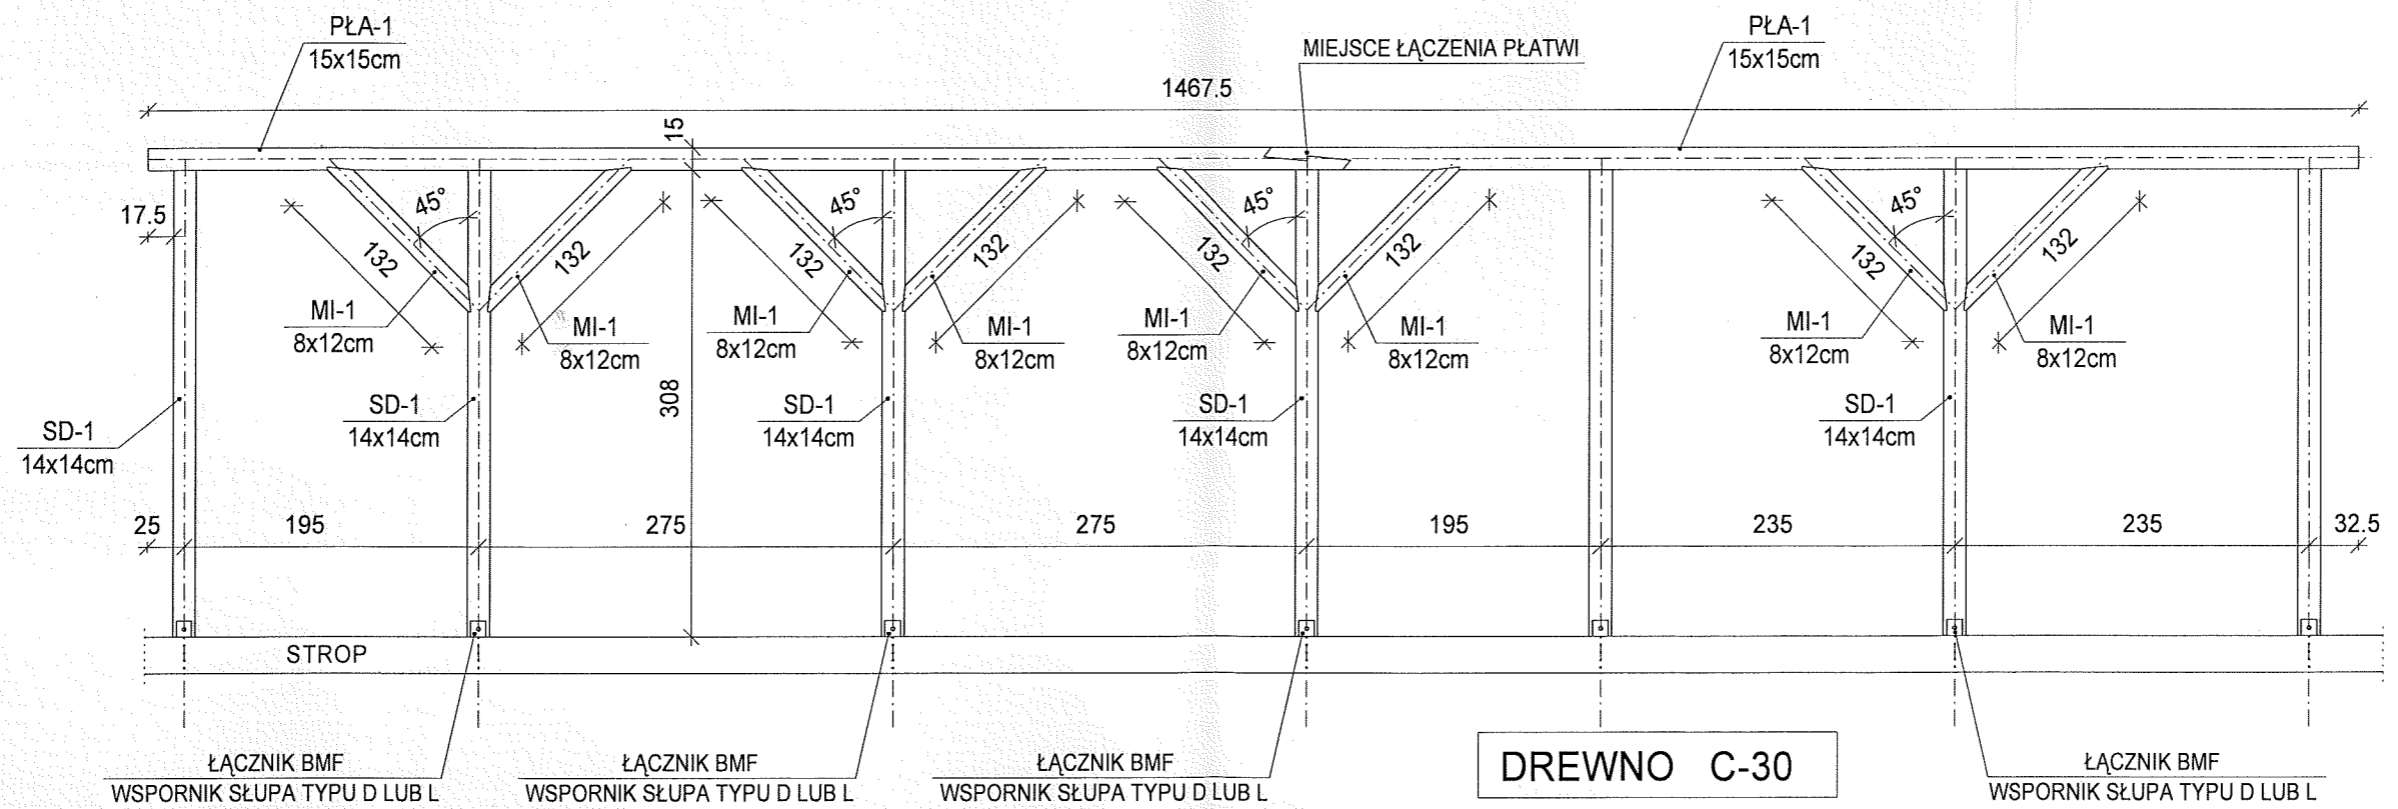 PŁA-1
15x15cm
MIEJSCE ŁĄCZENIA PŁATWI
PŁA-1
15x15cm
1467.5
15
17.5
45°
45°
45°
45°
132
132
132
132
132
132
132
132
MI-1
8x12cm
MI-1
8x12cm
MI-1
8x12cm
MI-1
8x12cm
MI-1
8x12cm
MI-1
8x12cm
MI-1
8x12cm
MI-1
8x12cm
308
SD-1
14x14cm
SD-1
14x14cm
SD-1
14x14cm
SD-1
14x14cm
SD-1
14x14cm
25
195
275
275
195
235
235
32.5
STROP
ŁĄCZNIK BMF
WSPORNIK SŁUPA TYPU D LUB L
ŁĄCZNIK BMF
WSPORNIK SŁUPA TYPU D LUB L
ŁĄCZNIK BMF
WSPORNIK SŁUPA TYPU D LUB L
DREWNO C-30
ŁĄCZNIK BMF
WSPORNIK SŁUPA TYPU D LUB L